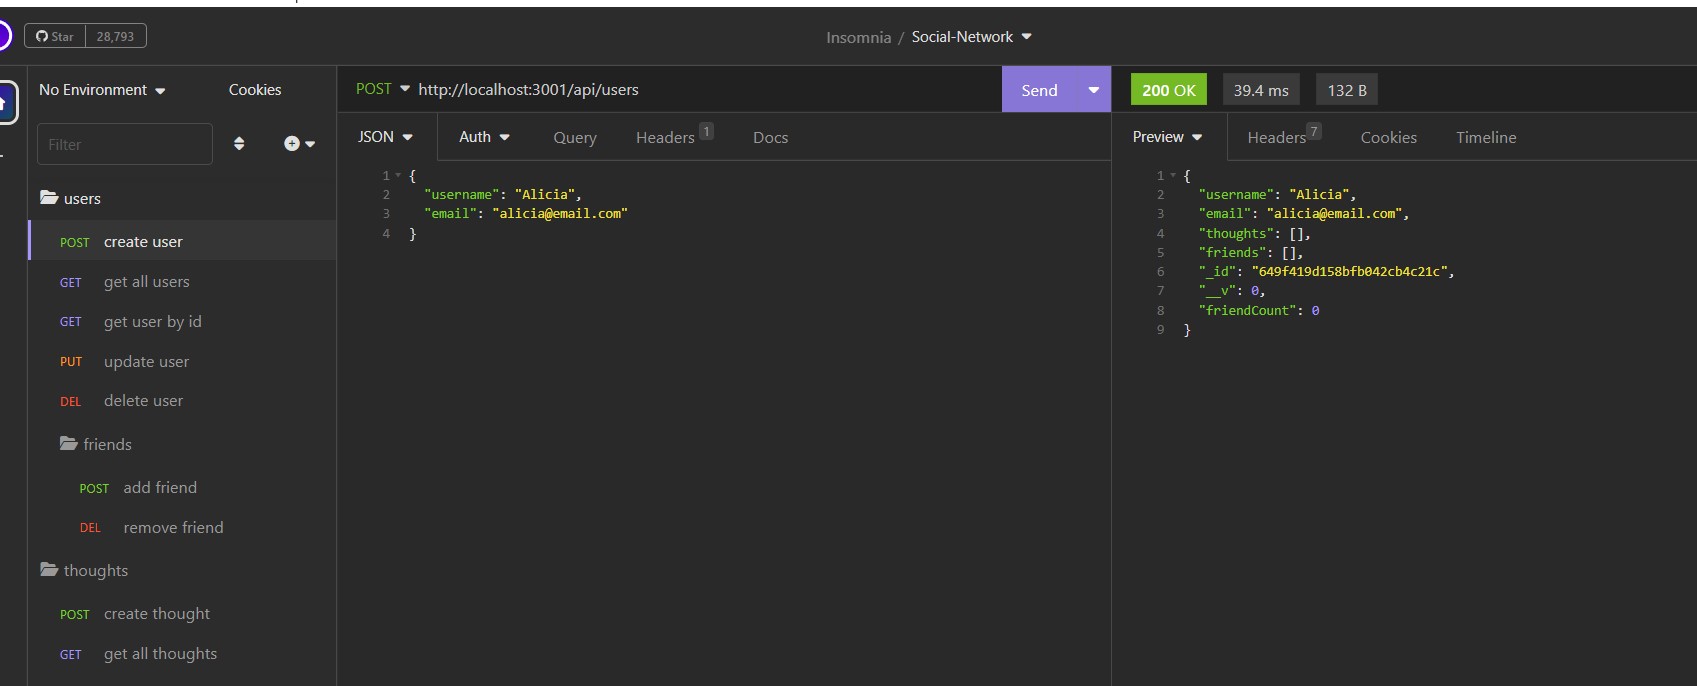 Star 28,793
Insomnia / Social-Network
No Environment Cookies
Filter
users
POST create user
GET get all users
GET get user by id
PUT update user
DEL delete user
friends
POST add friend
DEL remove friend
thoughts
POST create thought
GET get all thoughts
POST http://localhost:3001/api/users Send
JSON Auth Query Headers 1 Docs
1 {
2 "username": "Alicia",
3 "email": "alicia@email.com"
4 }
200 OK 39.4 ms 132 B
Preview Headers 7 Cookies Timeline
1 {
2 "username": "Alicia",
3 "email": "alicia@email.com",
4 "thoughts": [],
5 "friends": [],
6 "_id": "649f419d158bfb042cb4c21c",
7 "__v": 0,
8 "friendCount": 0
9 }